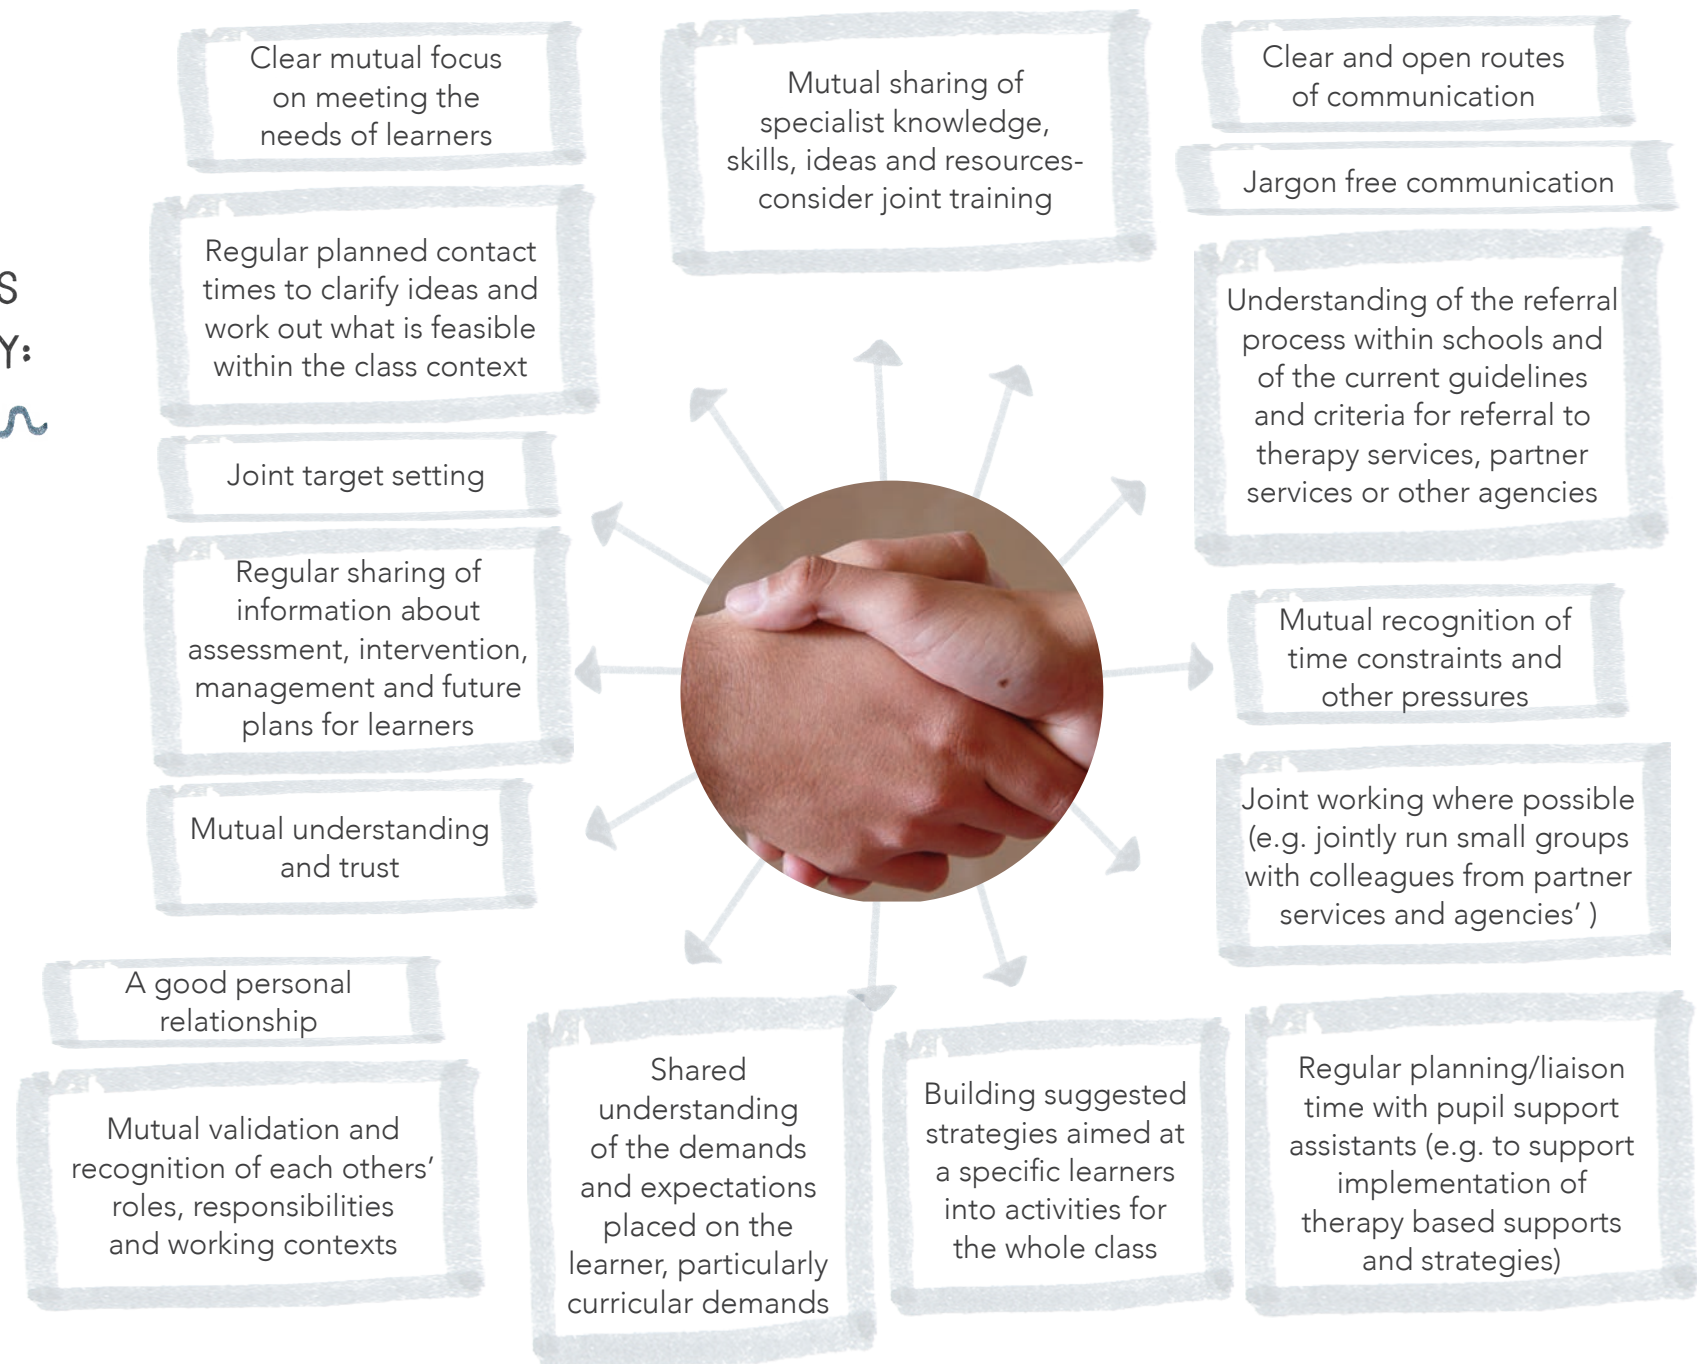 S
Y:
Clear mutual focus
on meeting the
needs of learners
Regular planned contact
times to clarify ideas and
work out what is feasible
within the class context
Joint target setting
Regular sharing of
information about
assessment, intervention,
management and future
plans for learners
Mutual understanding
and trust
A good personal
relationship
Mutual validation and
recognition of each others’
roles, responsibilities
and working contexts
Mutual sharing of
specialist knowledge,
skills, ideas and resources-
consider joint training
Shared
understanding
of the demands
and expectations
placed on the
learner, particularly
curricular demands
Building suggested
strategies aimed at
a specific learners
into activities for
the whole class
Clear and open routes
of communication
Jargon free communication
Understanding of the referral
process within schools and
of the current guidelines
and criteria for referral to
therapy services, partner
services or other agencies
Mutual recognition of
time constraints and
other pressures
Joint working where possible
(e.g. jointly run small groups
with colleagues from partner
services and agencies’ )
Regular planning/liaison
time with pupil support
assistants (e.g. to support
implementation of
therapy based supports
and strategies)